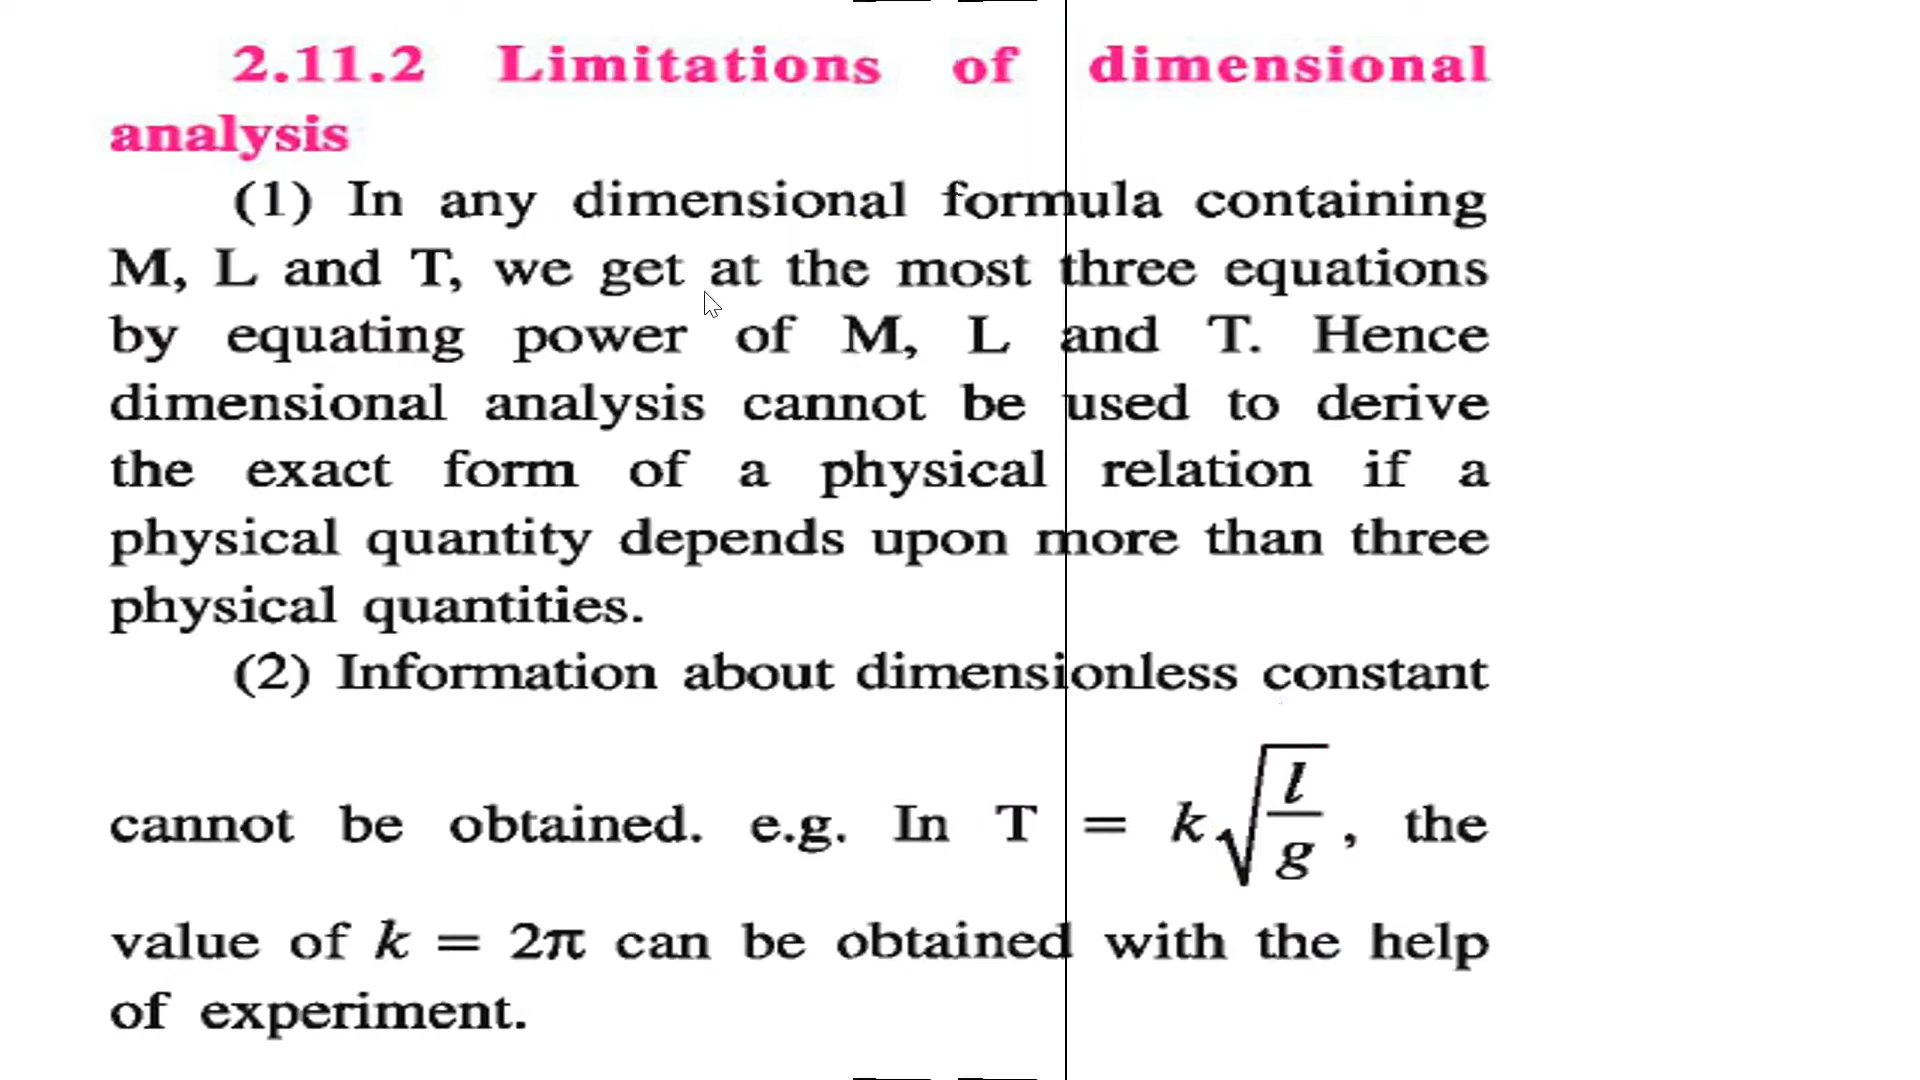 2.11.2 Limitations of dimensional
analysis
(1) In any dimensional formula containing
M, L and T, we get at the most three equations
by equating power of M, L and T. Hence
dimensional analysis cannot be used to derive
the exact form of a physical relation if a
physical quantity depends upon more than three
physical quantities.
(2) Information about dimensionless constant
cannot be obtained. e.g. In T = k√(l/g), the
value of k = 2π can be obtained with the help
of experiment.